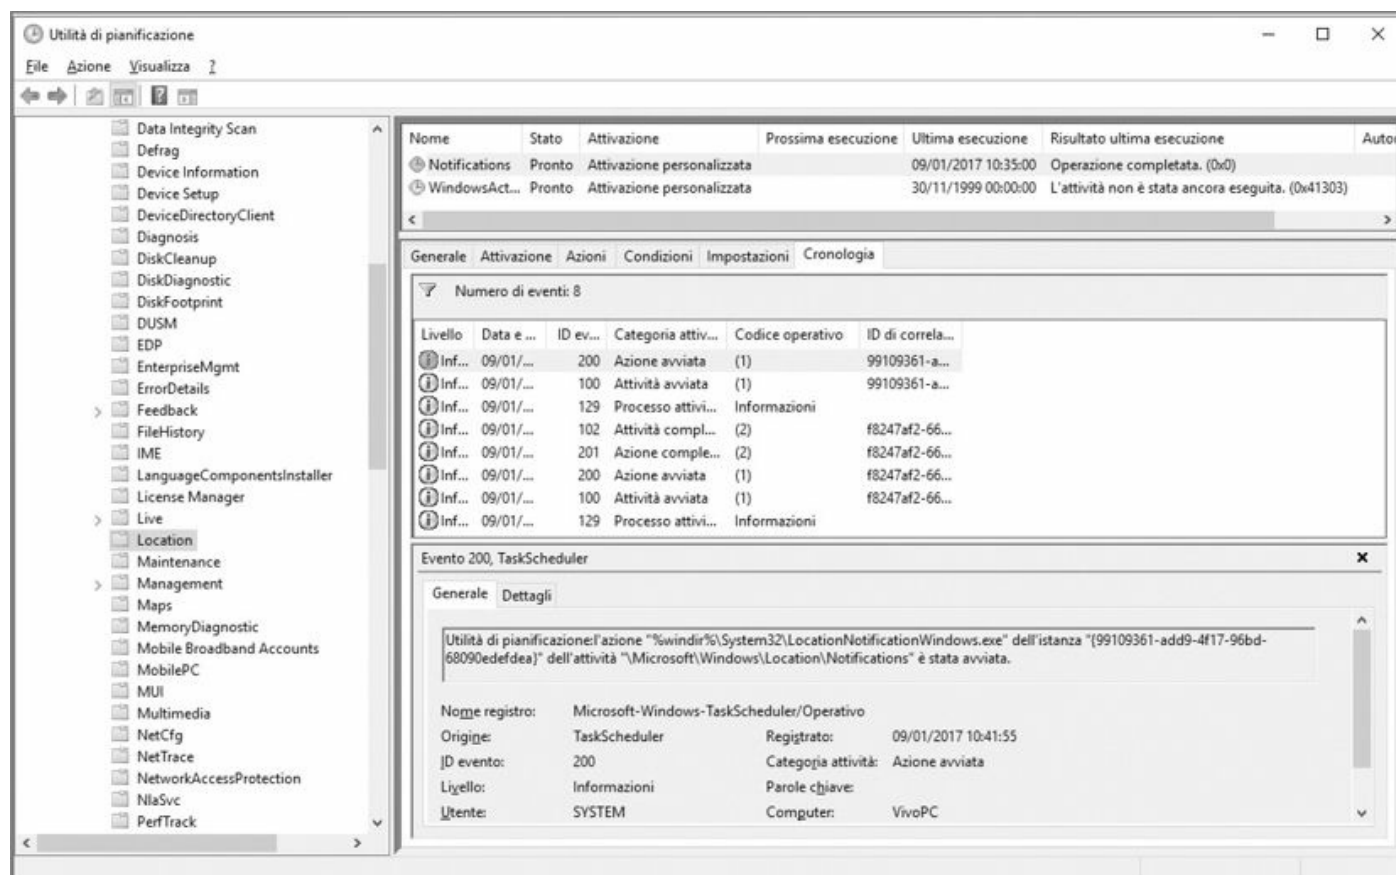 Utilità di pianificazione
File Azione Visualizza ?
Data Integrity Scan
Defrag
Device Information
Device Setup
DeviceDirectoryClient
Diagnosis
DiskCleanup
DiskDiagnostic
DiskFootprint
DUSM
EDP
EnterpriseMgmt
ErrorDetails
Feedback
FileHistory
IME
LanguageComponentsInstaller
License Manager
Live
Location
Maintenance
Management
Maps
MemoryDiagnostic
Mobile Broadband Accounts
MobilePC
MUI
Multimedia
NetCfg
NetTrace
NetworkAccessProtection
NlaSvc
PerfTrack
Nome Stato Attivazione Prossima esecuzione Ultima esecuzione Risultato ultima esecuzione Autor
Notifications Pronto Attivazione personalizzata 09/01/2017 10:35:00 Operazione completata. (0x0)
WindowsAct... Pronto Attivazione personalizzata 30/11/1999 00:00:00 L'attività non è stata ancora eseguita. (0x41303)
Generale Attivazione Azioni Condizioni Impostazioni Cronologia
Numero di eventi: 8
Livello Data e ... ID ev... Categoria attiv... Codice operativo ID di correla...
Inf... 09/01/... 200 Azione avviata (1) 99109361-a...
Inf... 09/01/... 100 Attività avviata (1) 99109361-a...
Inf... 09/01/... 129 Processo attivi... Informazioni
Inf... 09/01/... 102 Attività compl... (2) f8247af2-66...
Inf... 09/01/... 201 Azione comple... (2) f8247af2-66...
Inf... 09/01/... 200 Azione avviata (1) f8247af2-66...
Inf... 09/01/... 100 Attività avviata (1) f8247af2-66...
Inf... 09/01/... 129 Processo attivi... Informazioni
Evento 200, TaskScheduler
Generale Dettagli
Utilità di pianificazione:l'azione "%windir%\System32\LocationNotificationWindows.exe" dell'istanza "{99109361-add9-4f17-96bd-
68090edefdea}" dell'attività "\Microsoft\Windows\Location\Notifications" è stata avviata.
Nome registro: Microsoft-Windows-TaskScheduler/Operativo
Origine: TaskScheduler Registrato: 09/01/2017 10:41:55
ID evento: 200 Categoria attività: Azione avviata
Livello: Informazioni Parole chiave:
Utente: SYSTEM Computer: VivoPC